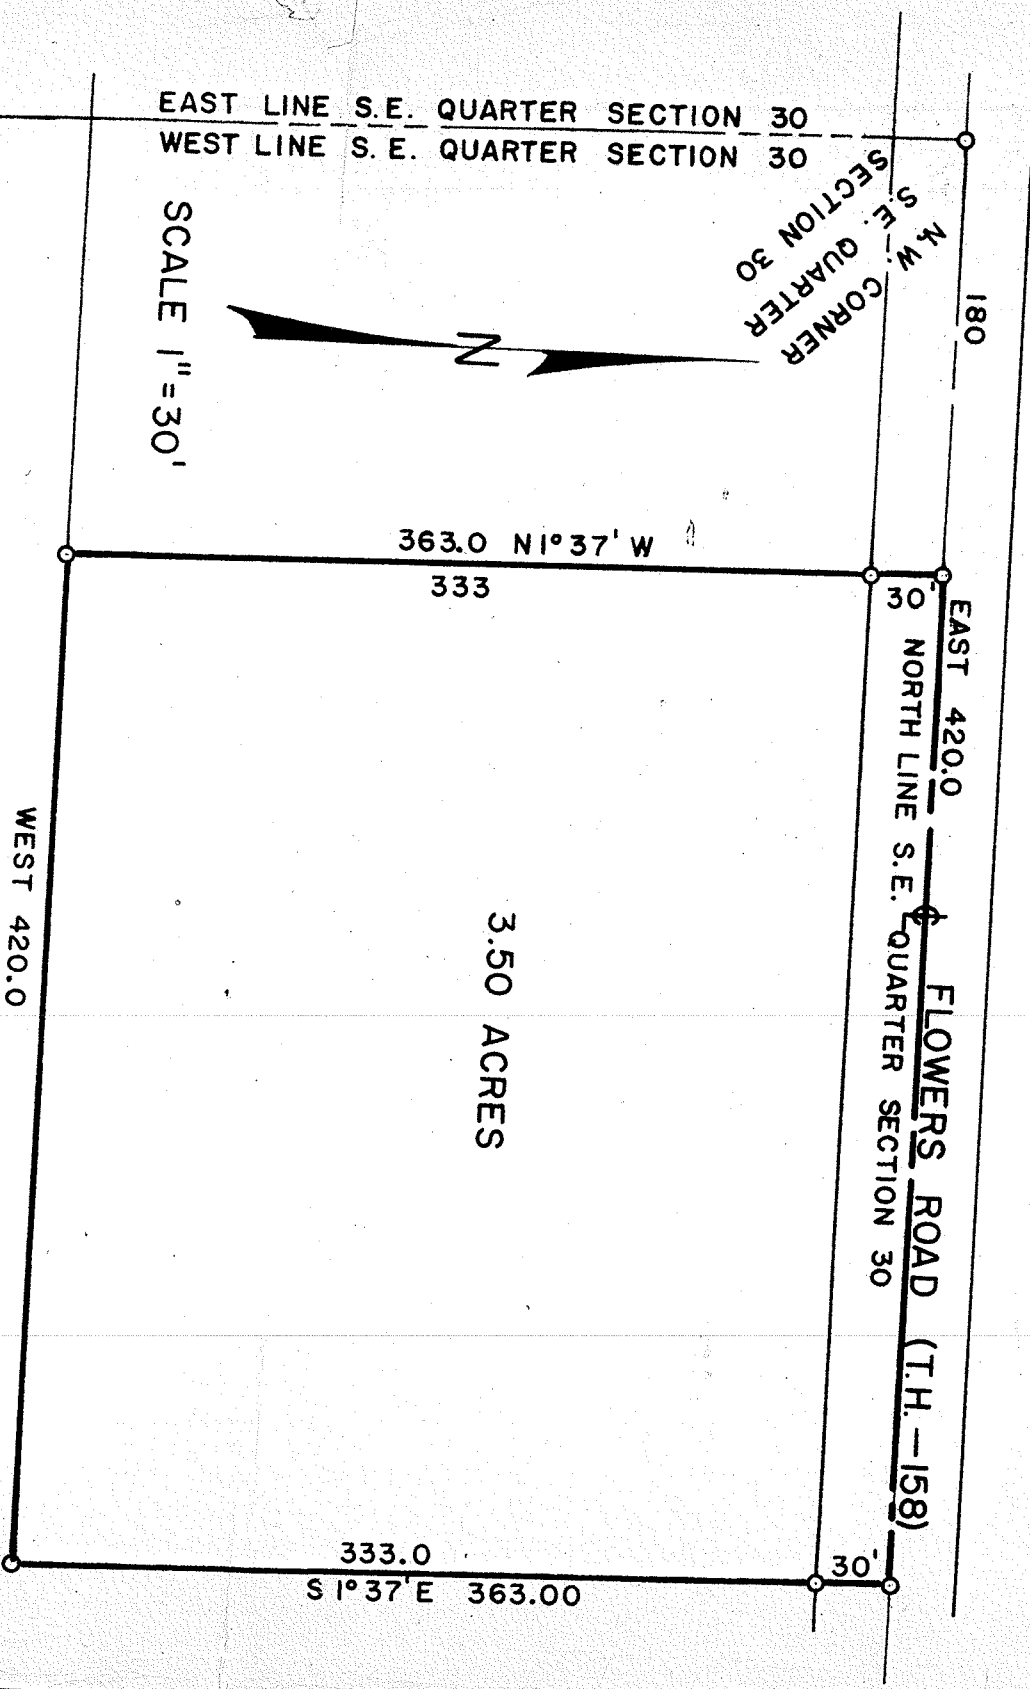 EAST LINE S.E. QUARTER SECTION 30
WEST LINE S.E. QUARTER SECTION 30
N.W. CORNER
S.E. QUARTER
SECTION 30
180
SCALE 1"=30'
N
363.0 N1°37'W
333
30'
EAST 420.0
NORTH LINE S.E. QUARTER SECTION 30
℄ FLOWERS ROAD (T.H.-158)
3.50 ACRES
WEST 420.0
333.0
30'
S1°37'E 363.00